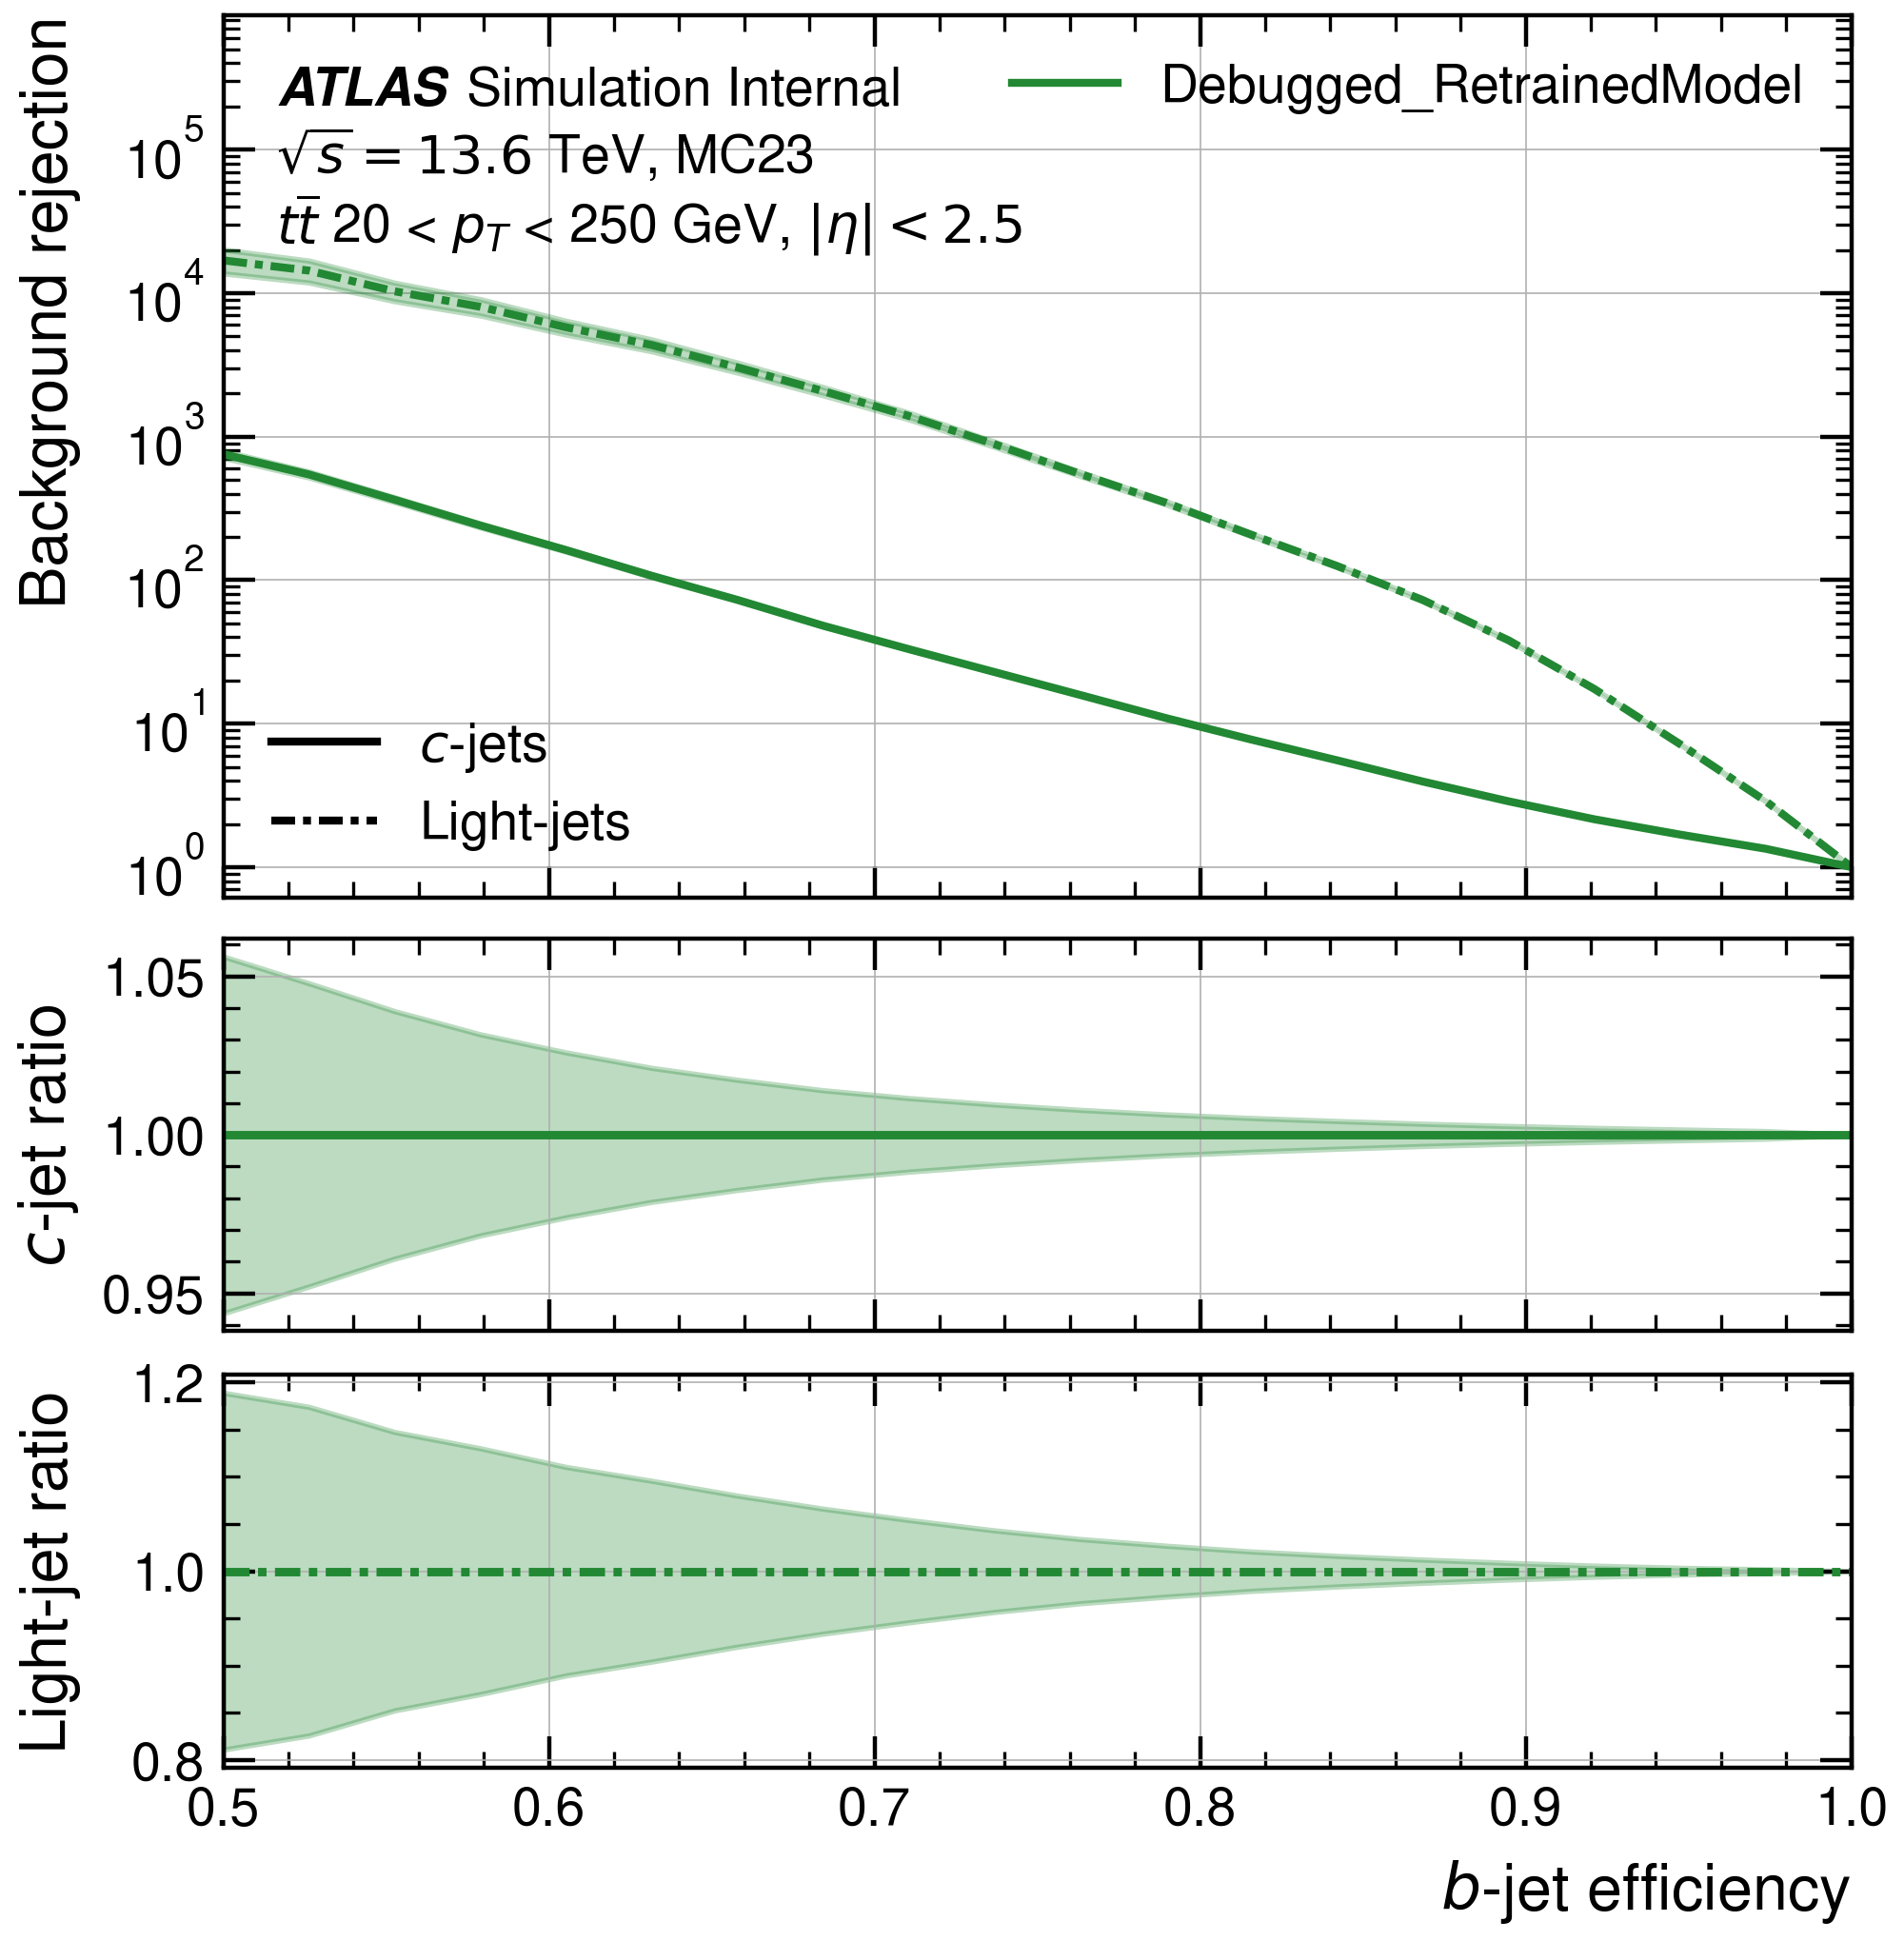 Background rejection
ATLAS Simulation Internal
√s = 13.6 TeV, MC23
tt̅ 20 < p_T < 250 GeV, |η| < 2.5
Debugged_RetrainedModel
10^5
10^4
10^3
10^2
10^1
10^0
c-jets
Light-jets
c-jet ratio
1.05
1.00
0.95
Light-jet ratio
1.2
1.0
0.8
0.5 0.6 0.7 0.8 0.9 1.0
b-jet efficiency